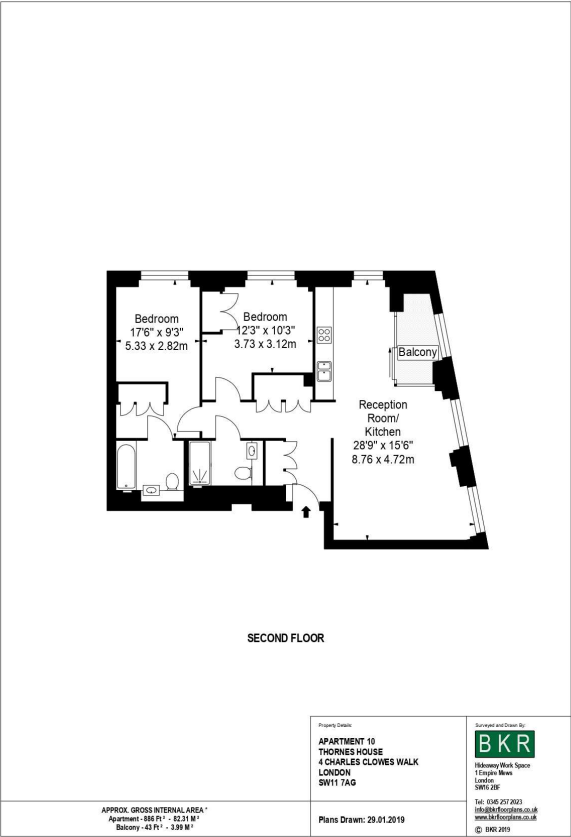 Bedroom
17'6" x 9'3"
5.33 x 2.82m
Bedroom
12'3" x 10'3"
3.73 x 3.12m
Balcony
Reception
Room/
Kitchen
28'9" x 15'6"
8.76 x 4.72m
SECOND FLOOR
Property Details:
APARTMENT 10
THORNES HOUSE
4 CHARLES CLOWES WALK
LONDON
SW11 7AG
Plans Drawn: 29.01.2019
Surveyed and Drawn By:
BKR
Hideaway Work Space
1 Empire Mews
London
SW16 2BF
Tel: 0345 257 2023
info@bkrfloorplans.co.uk
www.bkrfloorplans.co.uk
© BKR 2019
APPROX. GROSS INTERNAL AREA *
Apartment - 886 Ft² - 82.31 M²
Balcony - 43 Ft² - 3.99 M²